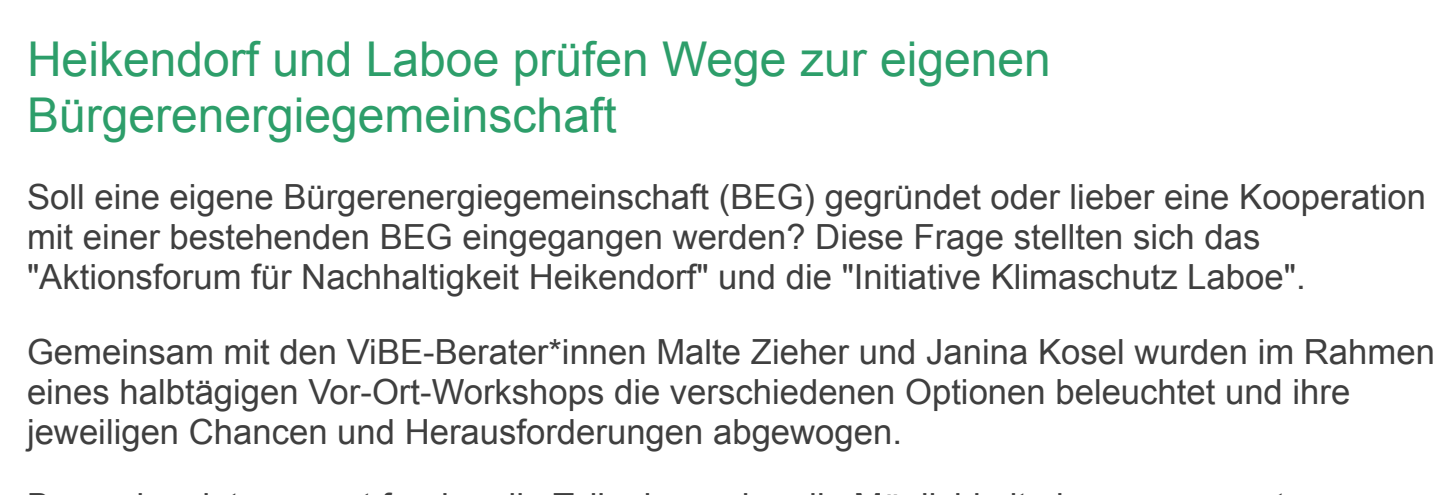 Heikendorf und Laboe prüfen Wege zur eigenen
Bürgerenergiegemeinschaft
Soll eine eigene Bürgerenergiegemeinschaft (BEG) gegründet oder lieber eine Kooperation
mit einer bestehenden BEG eingegangen werden? Diese Frage stellten sich das
"Aktionsforum für Nachhaltigkeit Heikendorf" und die "Initiative Klimaschutz Laboe".
Gemeinsam mit den ViBE-Berater*innen Malte Zieher und Janina Kosel wurden im Rahmen
eines halbtägigen Vor-Ort-Workshops die verschiedenen Optionen beleuchtet und ihre
jeweiligen Chancen und Herausforderungen abgewogen.